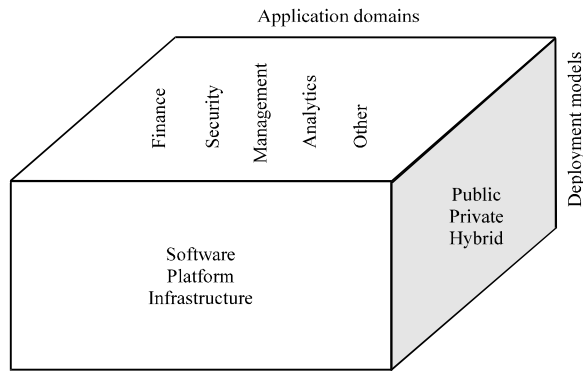 Application domains
Finance
Security
Management
Analytics
Other
Deployment models
Public
Private
Hybrid
Software
Platform
Infrastructure